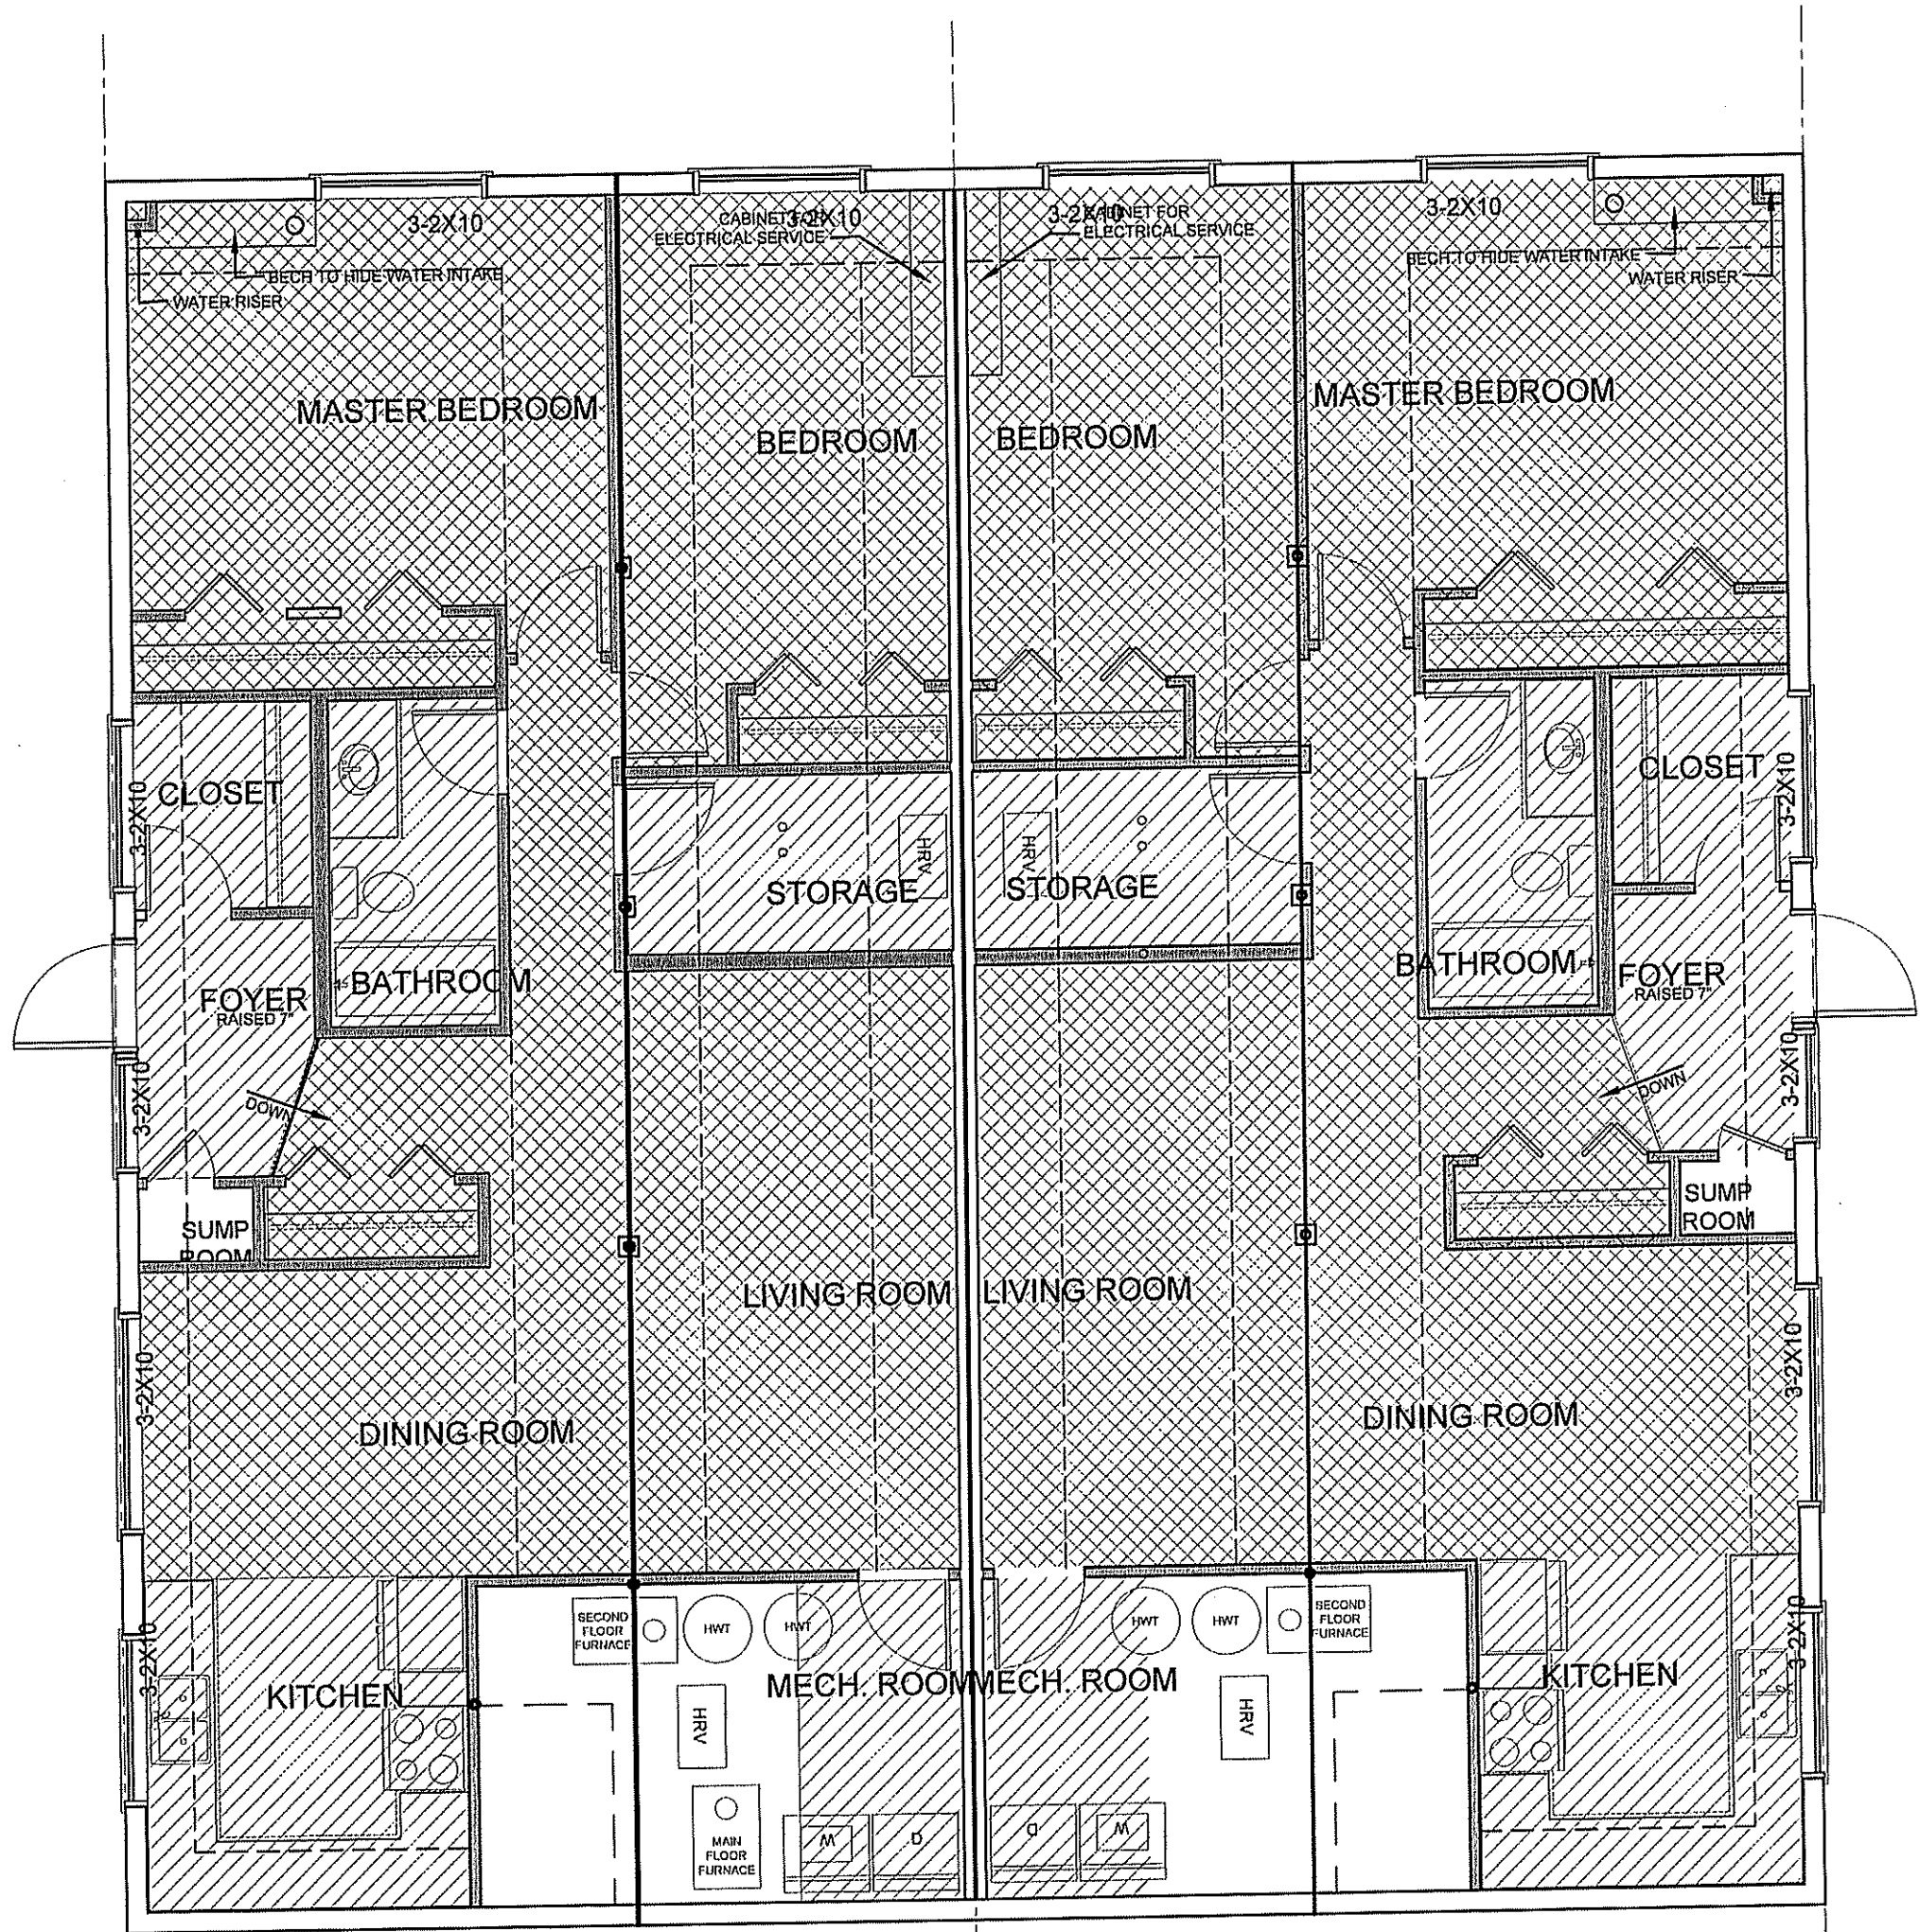 3-2X10
CABINET FOR
3-2X10
ELECTRICAL SERVICE
3-2X10
CABINET FOR
ELECTRICAL SERVICE
3-2X10
BECH TO HIDE WATER INTAKE
WATER RISER
BECH TO HIDE WATER INTAKE
WATER RISER
MASTER BEDROOM
BEDROOM
BEDROOM
MASTER BEDROOM
CLOSET
3-2X10
CLOSET
3-2X10
HRV
HRV
STORAGE
STORAGE
BATHROOM
FOYER
RAISED 7"
BATHROOM
FOYER
RAISED 7"
3-2X10
DOWN
DOWN
3-2X10
SUMP
ROOM
SUMP
ROOM
LIVING ROOM
LIVING ROOM
3-2X10
3-2X10
DINING ROOM
DINING ROOM
SECOND
FLOOR
FURNACE
HWT
HWT
HWT
HWT
SECOND
FLOOR
FURNACE
3-2X10
KITCHEN
MECH. ROOM
MECH. ROOM
KITCHEN
3-2X10
HRV
HRV
MAIN
FLOOR
FURNACE
W
D
D
W